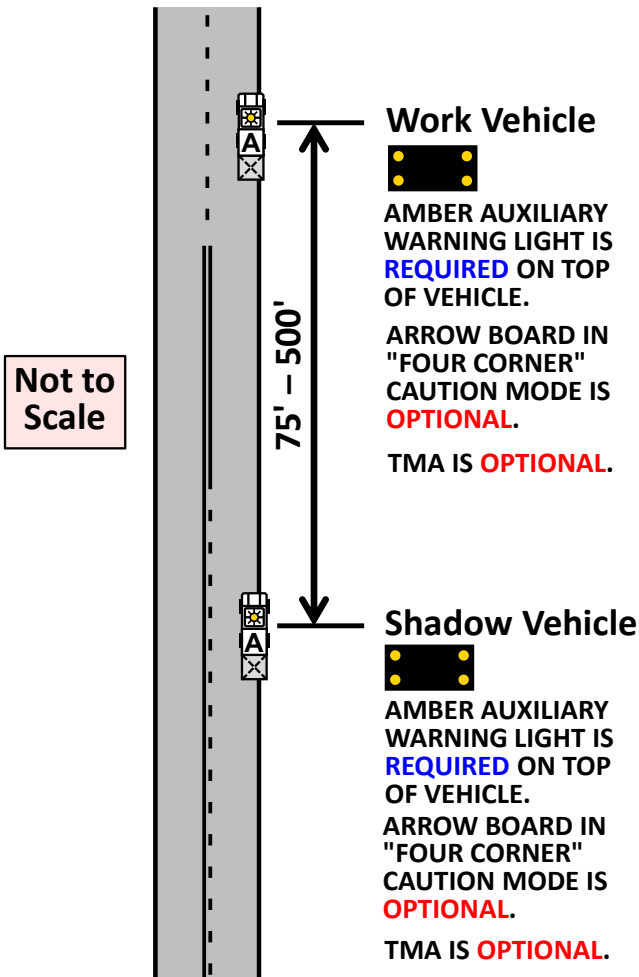 A
Work Vehicle
AMBER AUXILIARY
WARNING LIGHT IS
REQUIRED ON TOP
OF VEHICLE.
ARROW BOARD IN
"FOUR CORNER"
CAUTION MODE IS
OPTIONAL.
TMA IS OPTIONAL.
75' – 500'
Not to
Scale
A
Shadow Vehicle
AMBER AUXILIARY
WARNING LIGHT IS
REQUIRED ON TOP
OF VEHICLE.
ARROW BOARD IN
"FOUR CORNER"
CAUTION MODE IS
OPTIONAL.
TMA IS OPTIONAL.